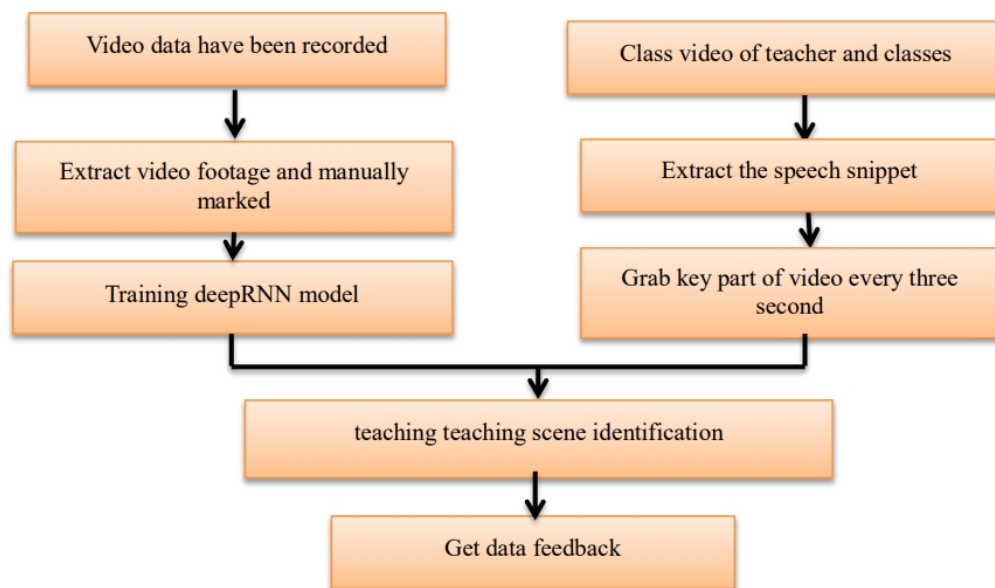 Video data have been recorded
Extract video footage and manually
marked
Training deepRNN model
Class video of teacher and classes
Extract the speech snippet
Grab key part of video every three
second
teaching teaching scene identification
Get data feedback